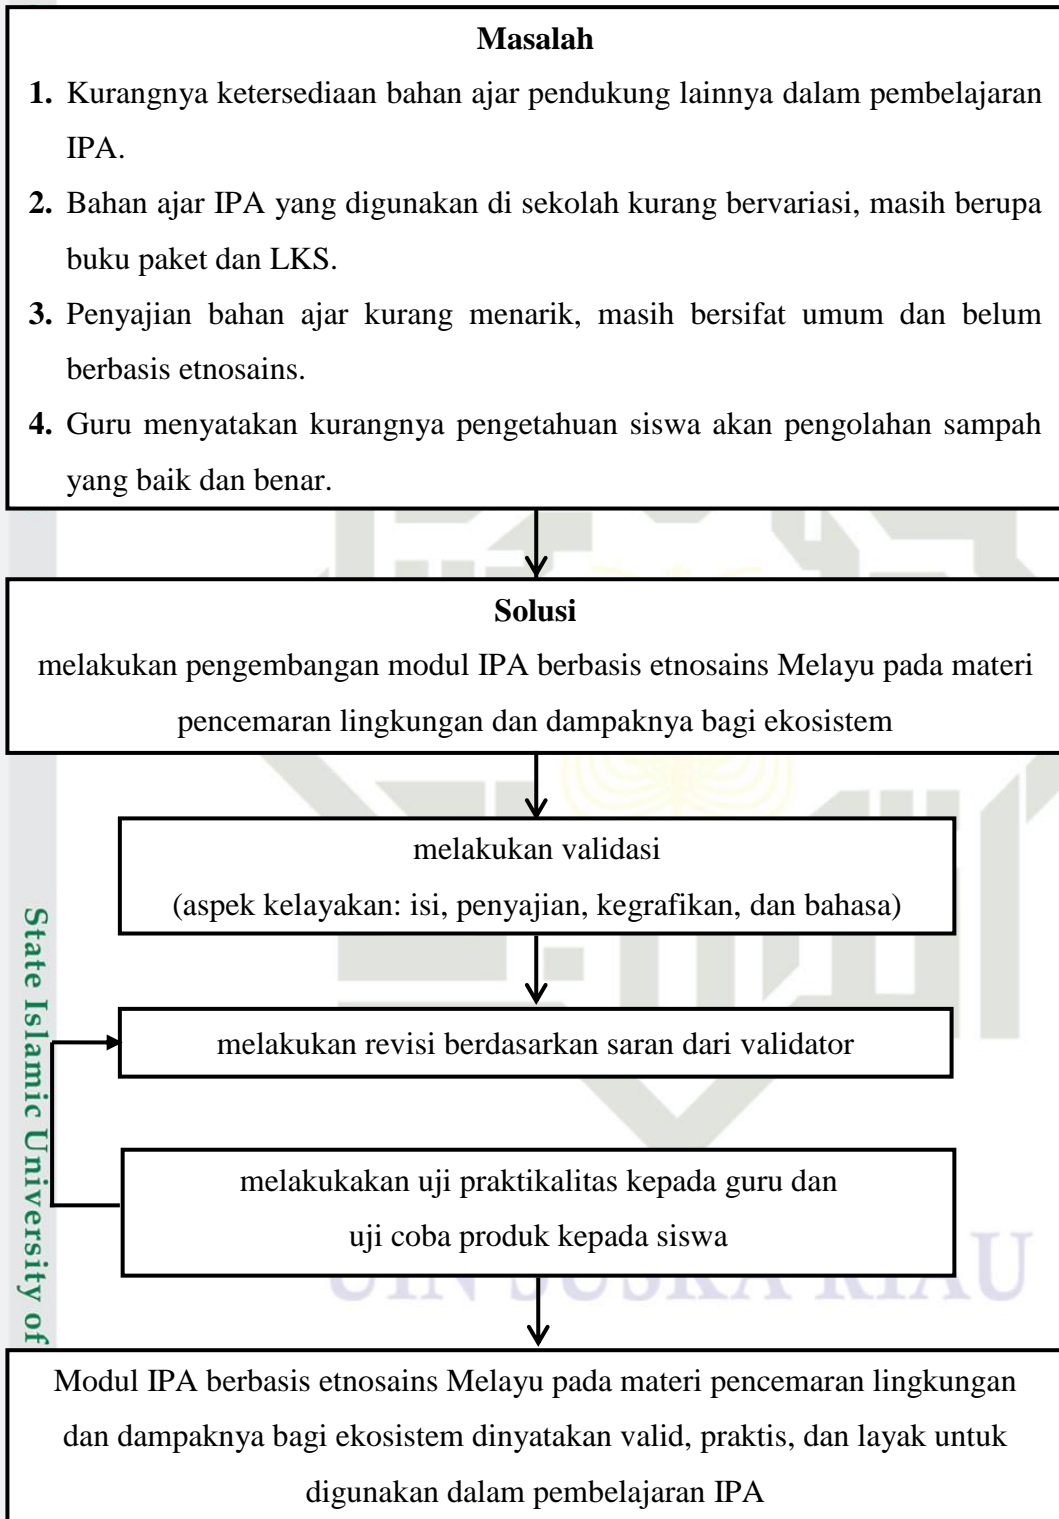 Masalah
1. Kurangnya ketersediaan bahan ajar pendukung lainnya dalam pembelajaran
IPA.
2. Bahan ajar IPA yang digunakan di sekolah kurang bervariasi, masih berupa
buku paket dan LKS.
3. Penyajian bahan ajar kurang menarik, masih bersifat umum dan belum
berbasis etnosains.
4. Guru menyatakan kurangnya pengetahuan siswa akan pengolahan sampah
yang baik dan benar.
Solusi
melakukan pengembangan modul IPA berbasis etnosains Melayu pada materi
pencemaran lingkungan dan dampaknya bagi ekosistem
melakukan validasi
(aspek kelayakan: isi, penyajian, kegrafikan, dan bahasa)
melakukan revisi berdasarkan saran dari validator
melakukakan uji praktikalitas kepada guru dan
uji coba produk kepada siswa
Modul IPA berbasis etnosains Melayu pada materi pencemaran lingkungan
dan dampaknya bagi ekosistem dinyatakan valid, praktis, dan layak untuk
digunakan dalam pembelajaran IPA
State Islamic University of
UIN SUSKA RIAU